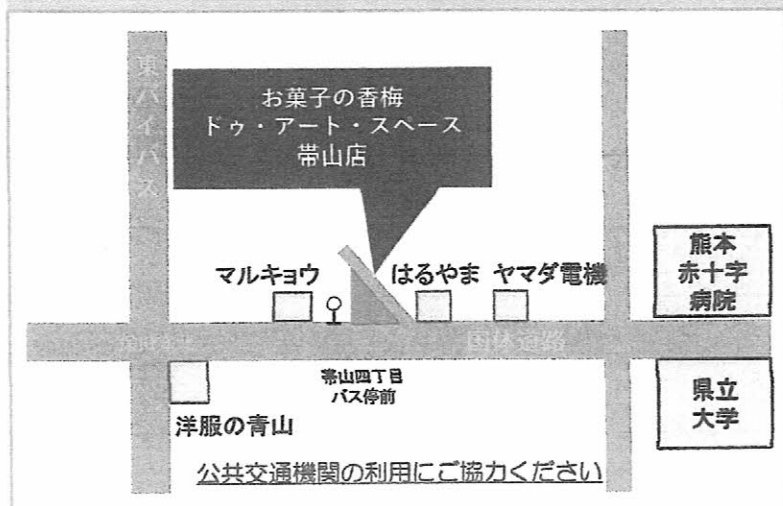 東バイパス
お菓子の香梅
ドゥ・アート・スペース
帯山店
マルキョウ
はるやま
ヤマダ電機
熊本
赤十字
病院
国体道路
帯山四丁目
バス停前
洋服の青山
県立
大学
公共交通機関の利用にご協力ください